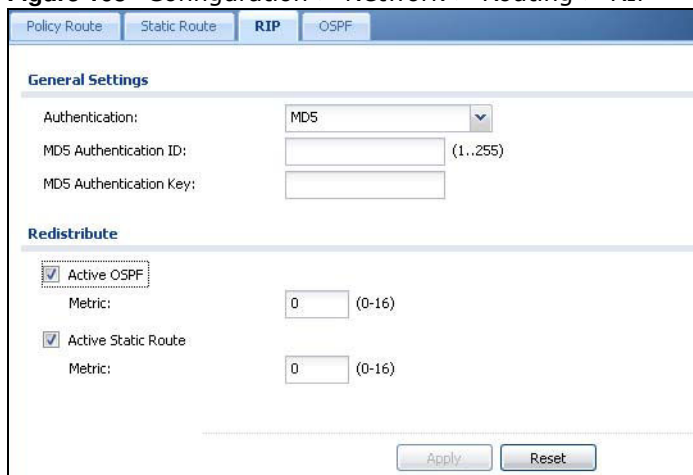 Policy Route Static Route RIP OSPF
General Settings
Authentication: MD5
MD5 Authentication ID: (1..255)
MD5 Authentication Key:
Redistribute
Active OSPF
Metric: 0 (0-16)
Active Static Route
Metric: 0 (0-16)
Apply Reset